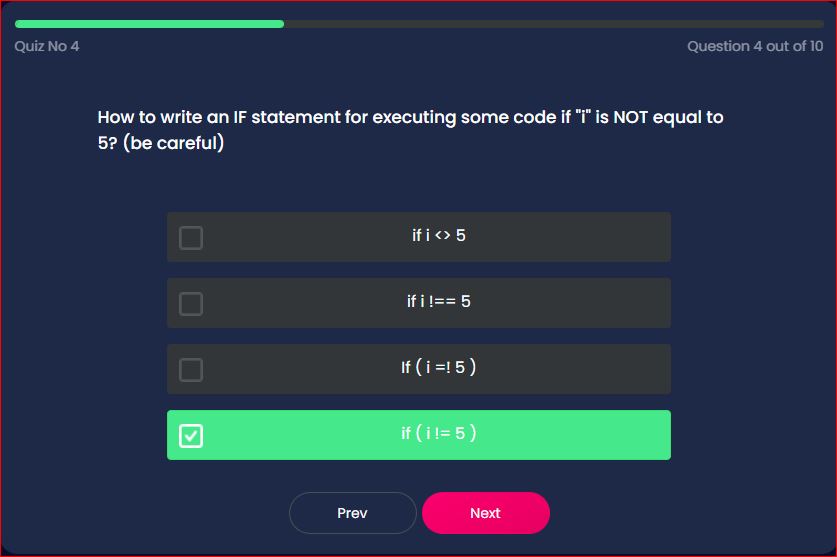 Quiz No 4
Question 4 out of 10
How to write an IF statement for executing some code if "i" is NOT equal to
5? (be careful)
if i <> 5
if i !== 5
If ( i =! 5 )
if ( i != 5 )
Prev
Next